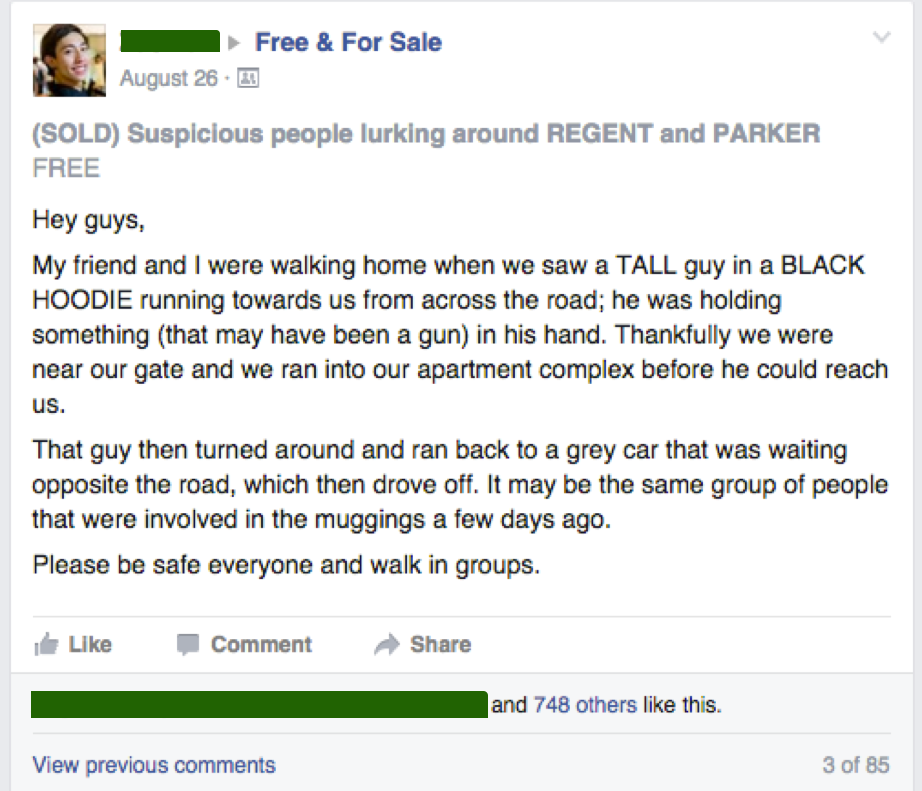 Free & For Sale
August 26 ·
(SOLD) Suspicious people lurking around REGENT and PARKER
FREE
Hey guys,
My friend and I were walking home when we saw a TALL guy in a BLACK
HOODIE running towards us from across the road; he was holding
something (that may have been a gun) in his hand. Thankfully we were
near our gate and we ran into our apartment complex before he could reach
us.
That guy then turned around and ran back to a grey car that was waiting
opposite the road, which then drove off. It may be the same group of people
that were involved in the muggings a few days ago.
Please be safe everyone and walk in groups.
Like Comment Share
and 748 others like this.
View previous comments 3 of 85